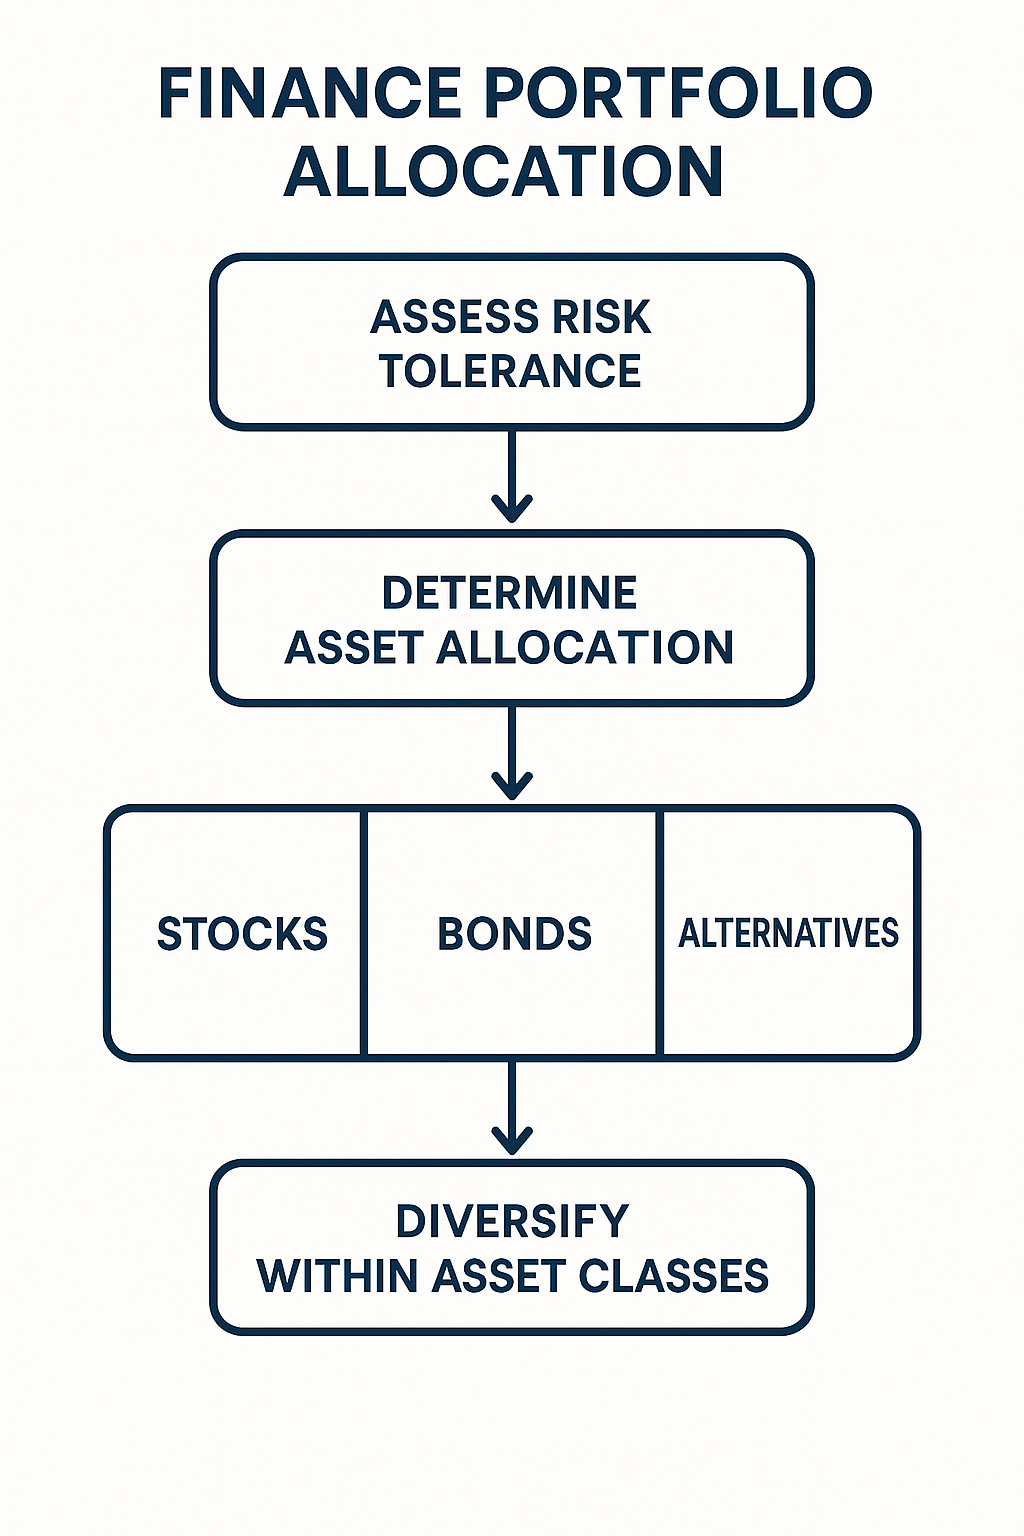 FINANCE PORTFOLIO
ALLOCATION
ASSESS RISK
TOLERANCE
DETERMINE
ASSET ALLOCATION
STOCKS
BONDS
ALTERNATIVES
DIVERSIFY
WITHIN ASSET CLASSES